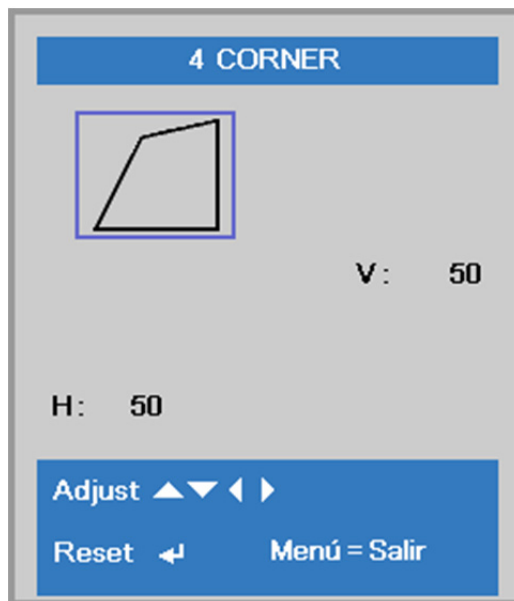 4 CORNER
V: 50
H: 50
Adjust ▲▼◀▶
Reset ↵ Menú = Salir